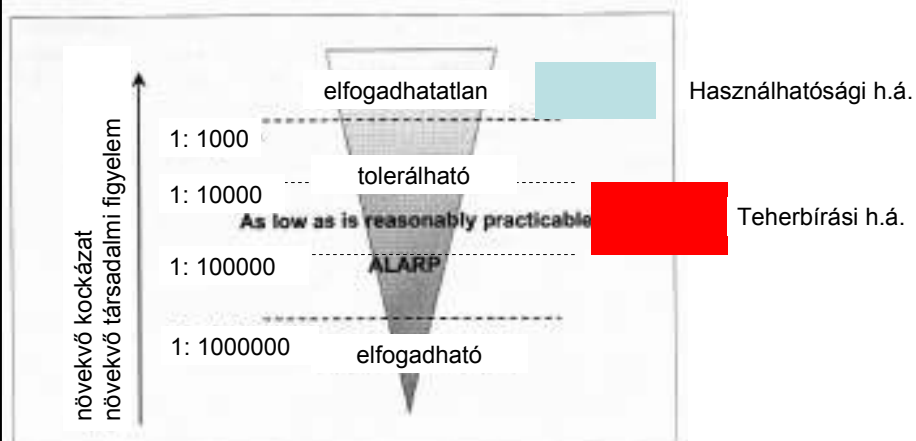 növekvő kockázat
növekvő társadalmi figyelem
elfogadhatatlan
Használhatósági h.á.
1: 1000
tolerálható
1: 10000
As low as is reasonably practicable
Teherbírási h.á.
1: 100000
ALARP
1: 1000000
elfogadható